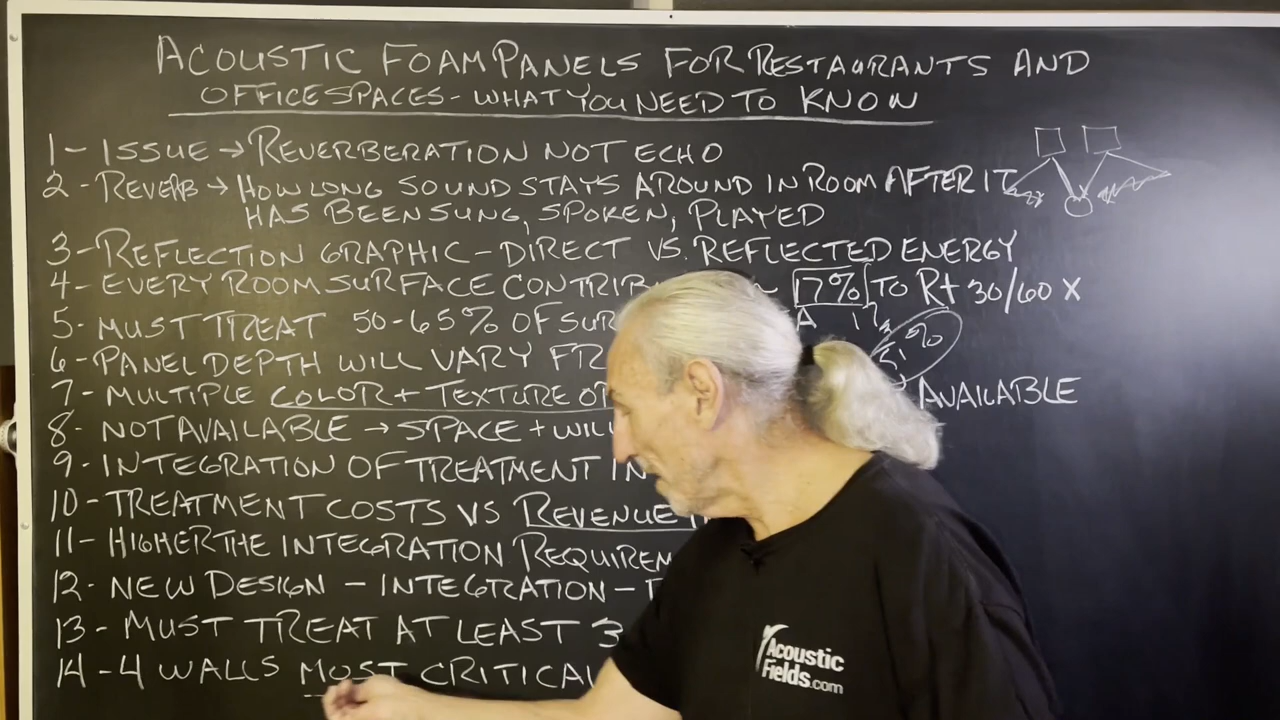 ACOUSTIC FOAM PANELS FOR RESTAURANTS AND
OFFICE SPACES - WHAT YOU NEED TO KNOW
1 - ISSUE → REVERBERATION NOT ECHO
2 - REVERB → HOW LONG SOUND STAYS AROUND IN ROOM AFTER IT
HAS BEEN SUNG, SPOKEN, PLAYED
3 - REFLECTION GRAPHIC - DIRECT VS. REFLECTED ENERGY
4 - EVERY ROOM SURFACE CONTRIB 17% TO Rt 30/60 X
5 - MUST TREAT 50-65% OF SUR
6 - PANEL DEPTH WILL VARY FR
7 - MULTIPLE COLOR + TEXTURE OP AVAILABLE
8 - NOT AVAILABLE → SPACE + WILL
9 - INTEGRATION OF TREATMENT IN
10 - TREATMENT COSTS VS REVENUE
11 - HIGHER THE INTEGRATION REQUIREM
12 - NEW DESIGN - INTEGRATION -
13 - MUST TREAT AT LEAST 3
14 - 4 WALLS MOST CRITICAL
Acoustic
Fields.com